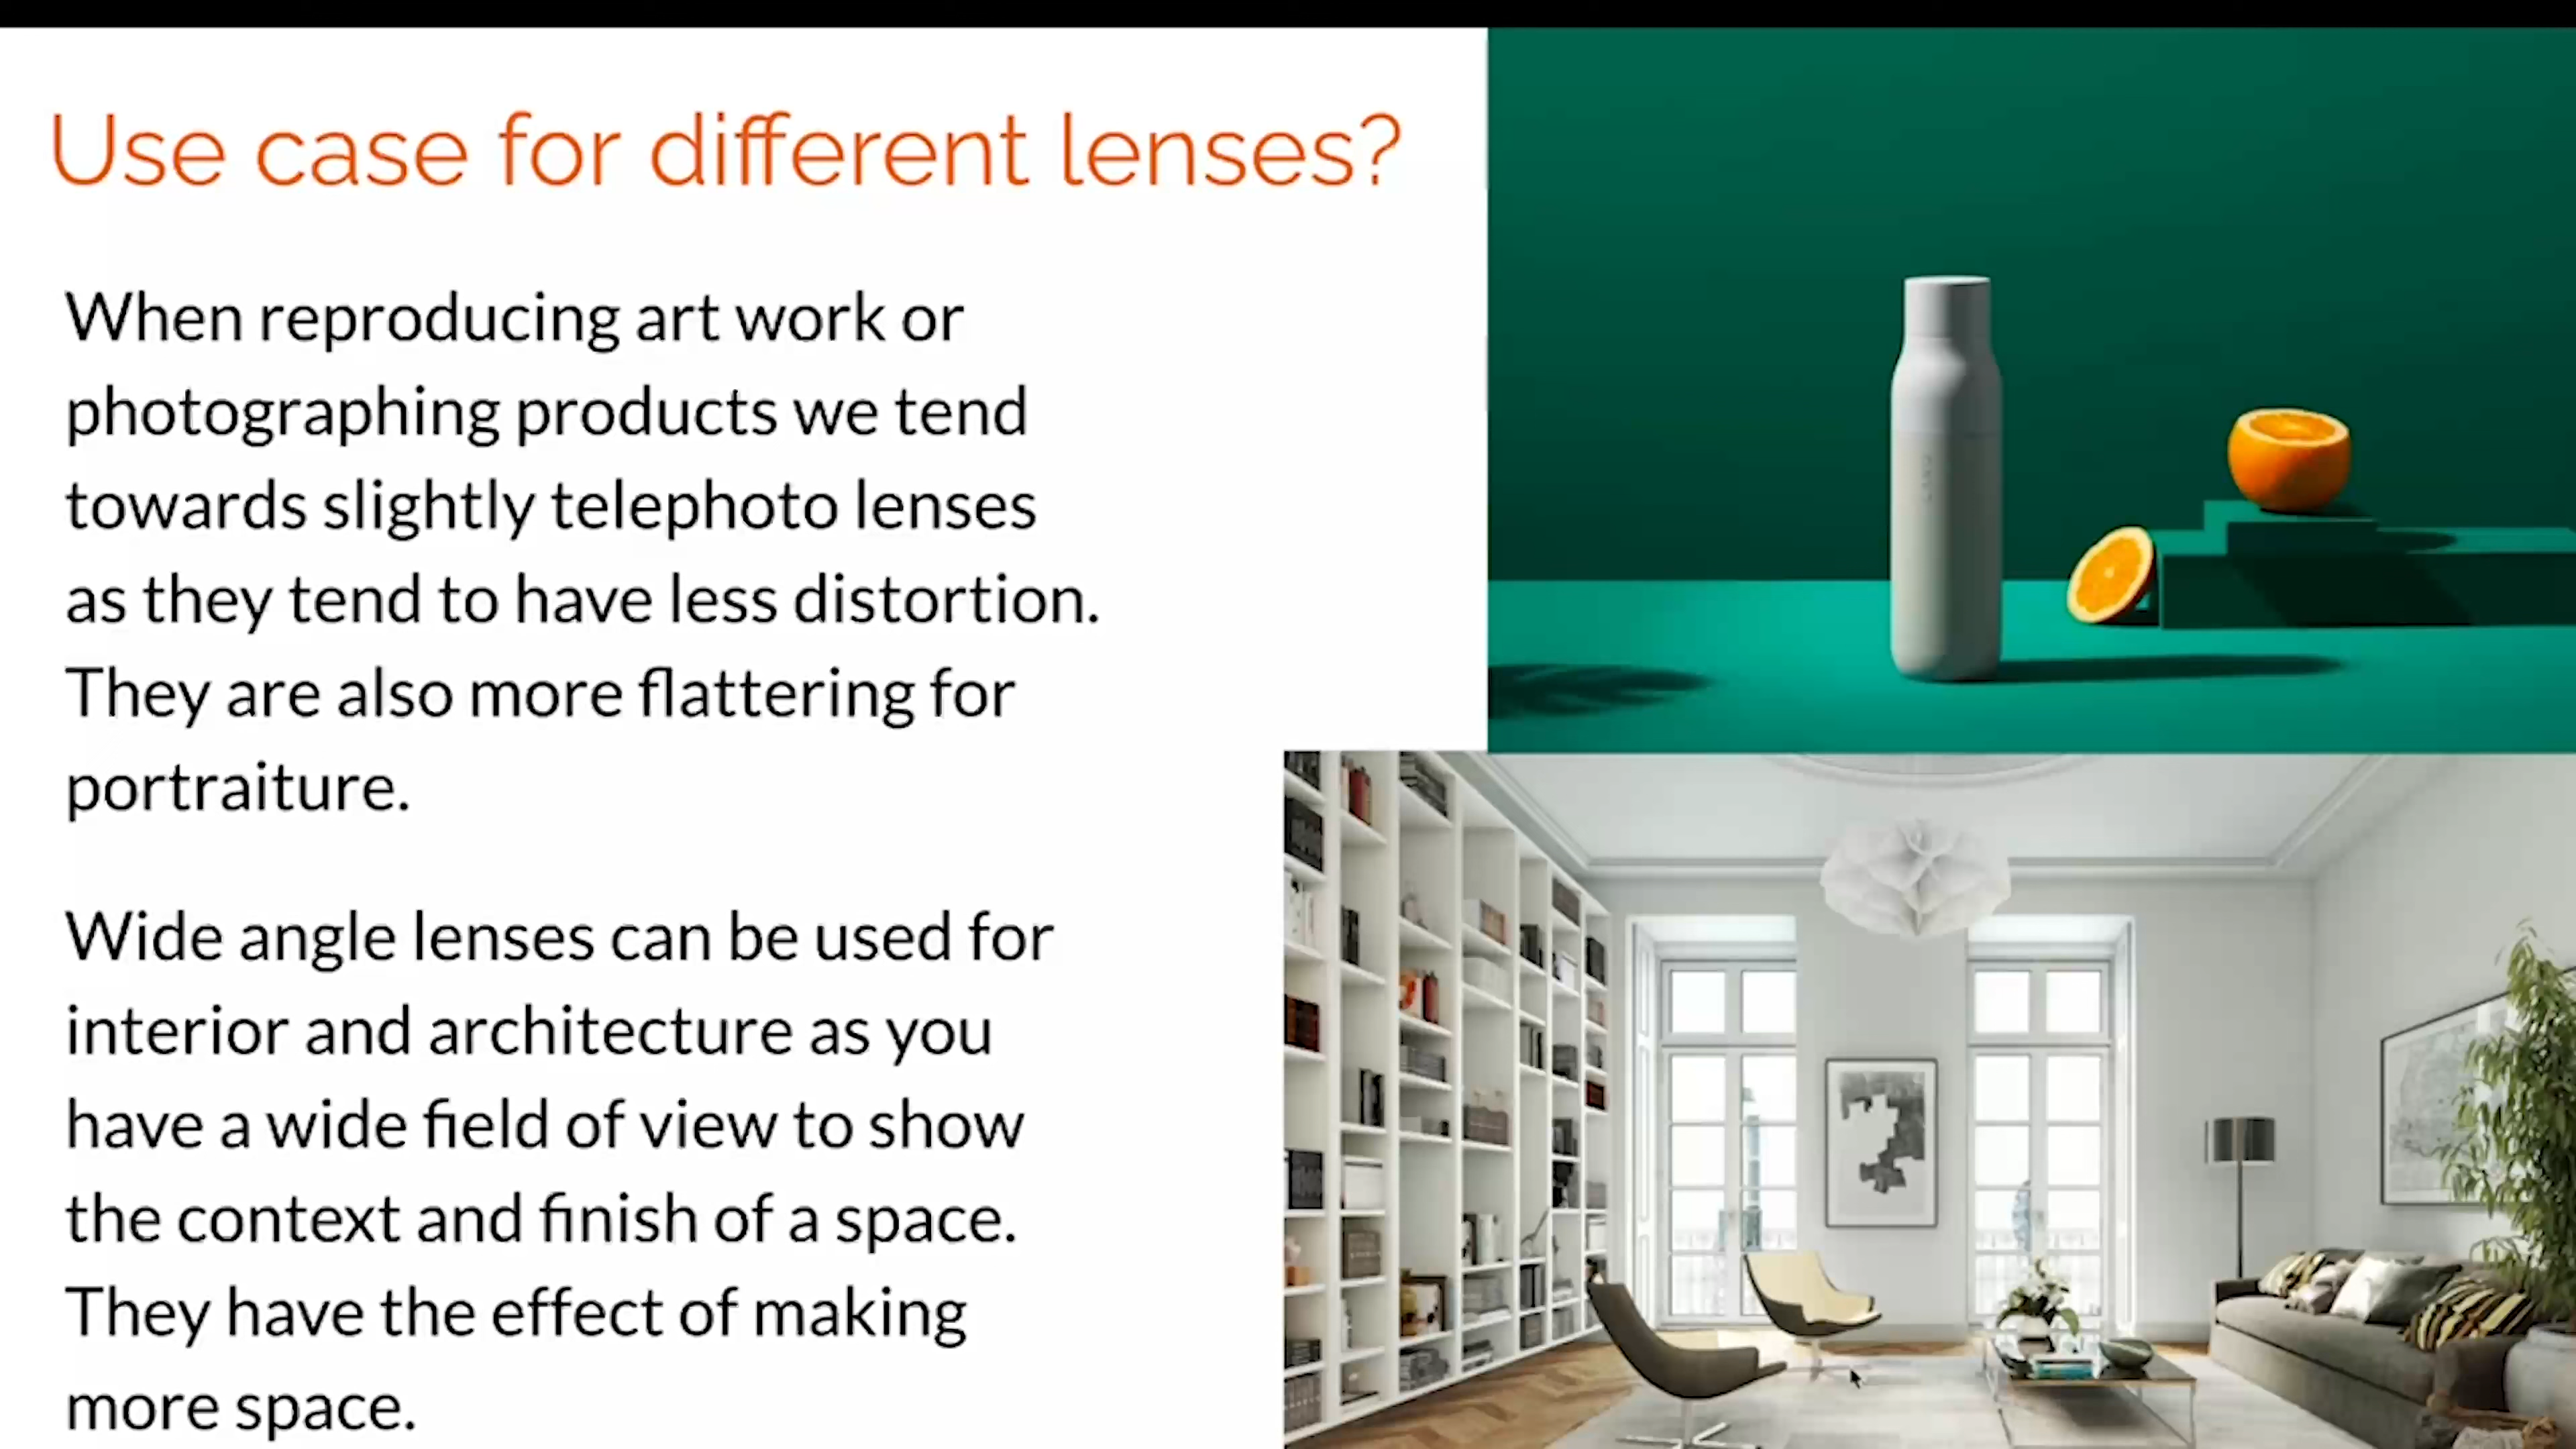 Use case for different lenses?
When reproducing art work or
photographing products we tend
towards slightly telephoto lenses
as they tend to have less distortion.
They are also more flattering for
portraiture.
Wide angle lenses can be used for
interior and architecture as you
have a wide field of view to show
the context and finish of a space.
They have the effect of making
more space.